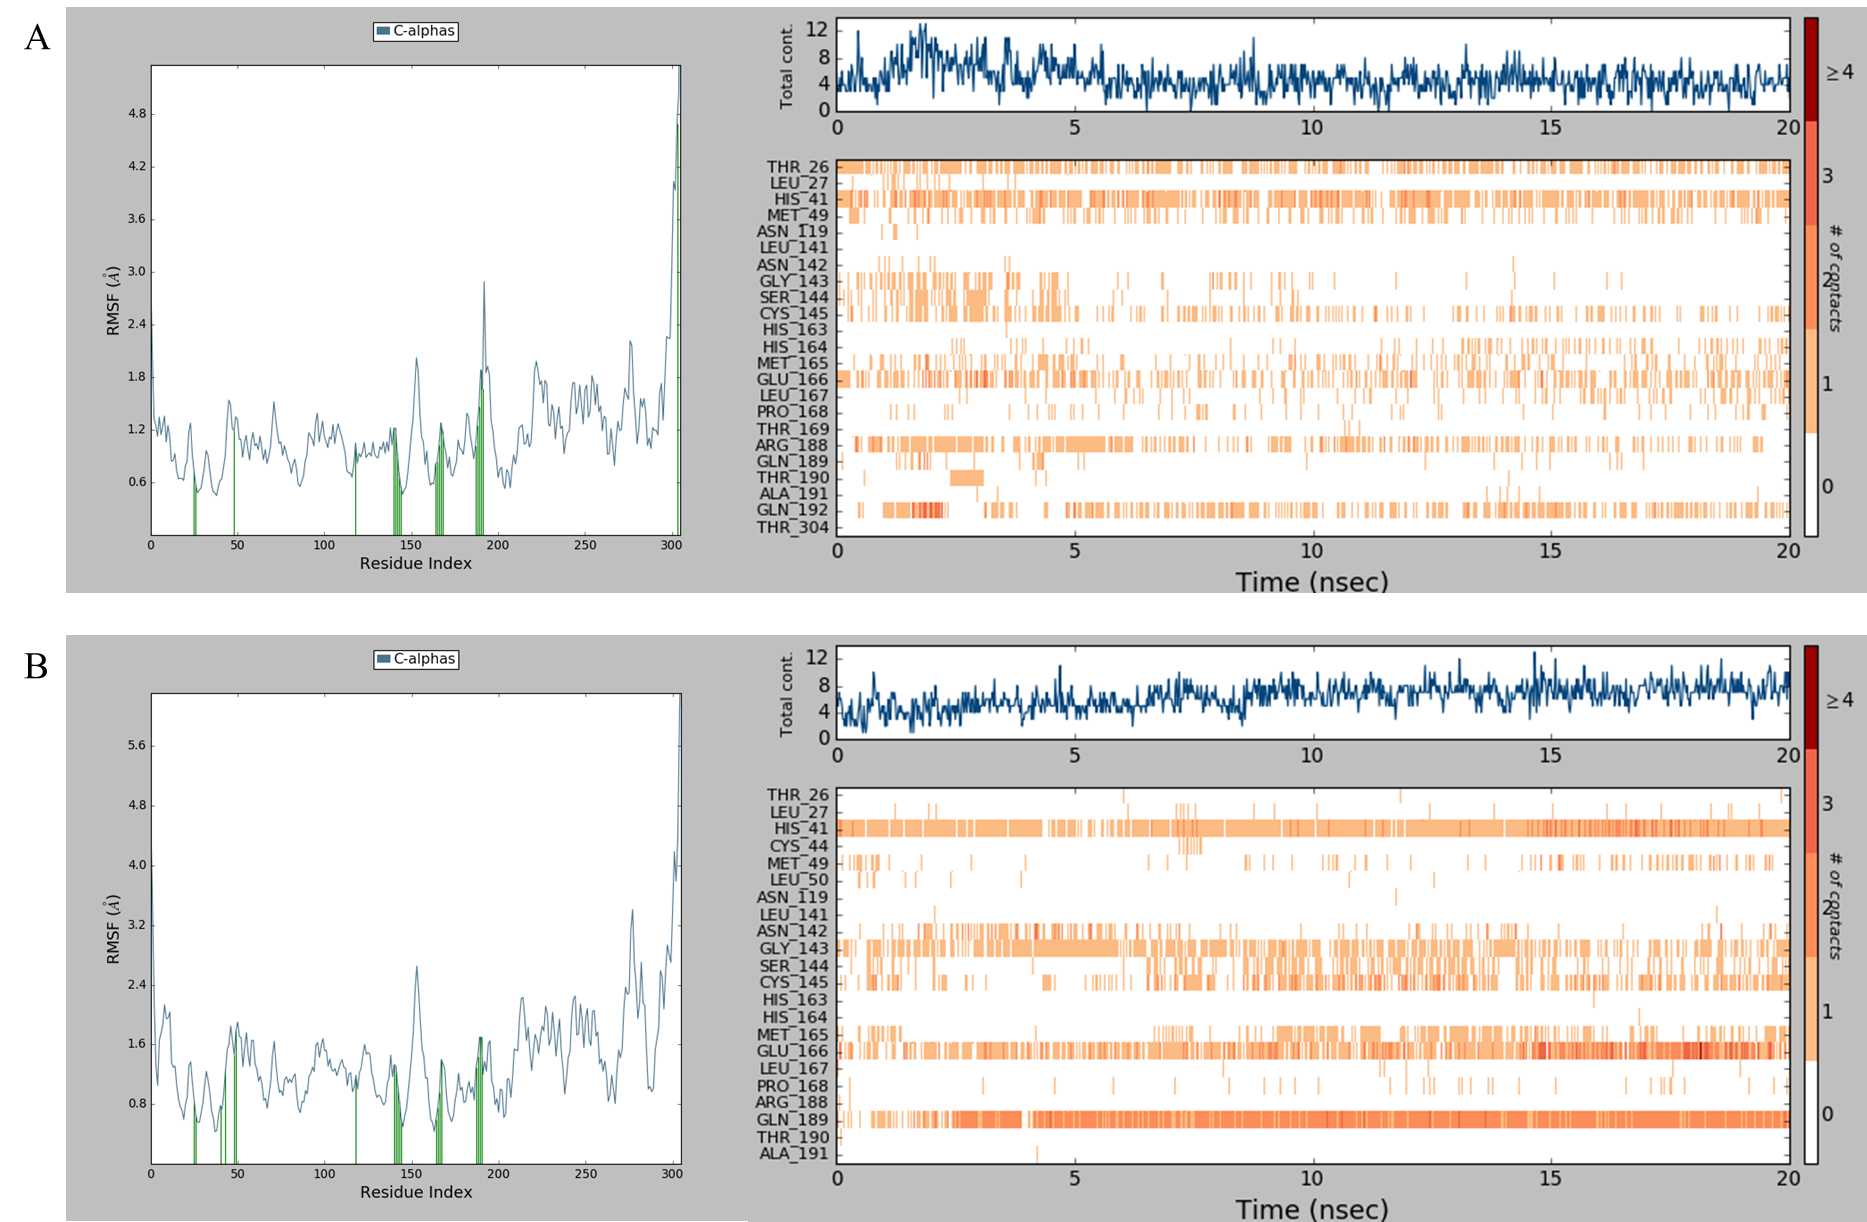 A
C-alphas
RMSF (Å)
4.8
4.2
3.6
3.0
2.4
1.8
1.2
0.6
0 50 100 150 200 250 300
Residue Index
Total cont.
12
8
4
0
0 5 10 15 20
THR_26
LEU_27
HIS_41
MET_49
ASN_119
LEU_141
ASN_142
GLY_143
SER_144
CYS_145
HIS_163
HIS_164
MET_165
GLU_166
LEU_167
PRO_168
THR_169
ARG_188
GLN_189
THR_190
ALA_191
GLN_192
THR_304
0 5 10 15 20
Time (nsec)
≥4
3
2
1
0
# of contacts
B
C-alphas
RMSF (Å)
5.6
4.8
4.0
3.2
2.4
1.6
0.8
0 50 100 150 200 250 300
Residue Index
Total cont.
12
8
4
0
0 5 10 15 20
THR_26
LEU_27
HIS_41
CYS_44
MET_49
LEU_50
ASN_119
LEU_141
ASN_142
GLY_143
SER_144
CYS_145
HIS_163
HIS_164
MET_165
GLU_166
LEU_167
PRO_168
ARG_188
GLN_189
THR_190
ALA_191
0 5 10 15 20
Time (nsec)
≥4
3
2
1
0
# of contacts